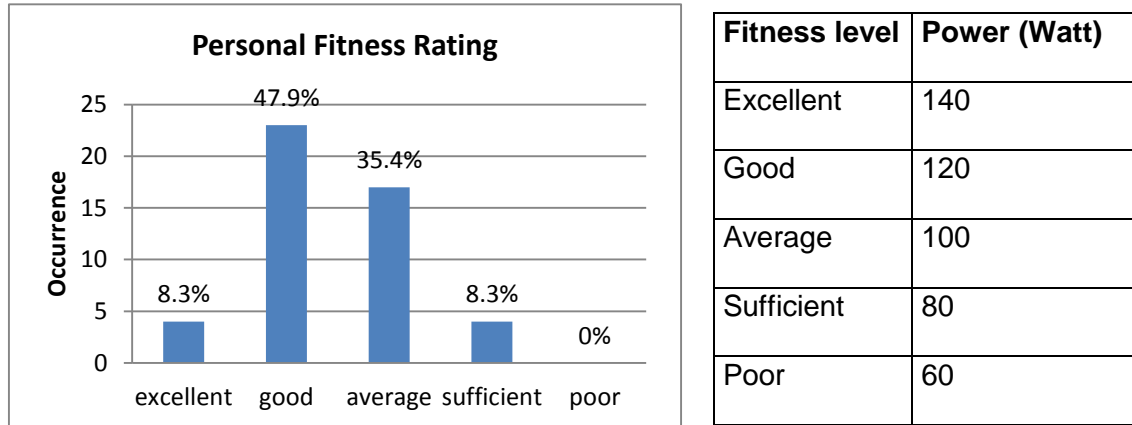 Personal Fitness Rating
Occurrence
25
20
15
10
5
0
8.3%
47.9%
35.4%
8.3%
0%
excellent good average sufficient poor
Fitness level Power (Watt)
Excellent 140
Good 120
Average 100
Sufficient 80
Poor 60